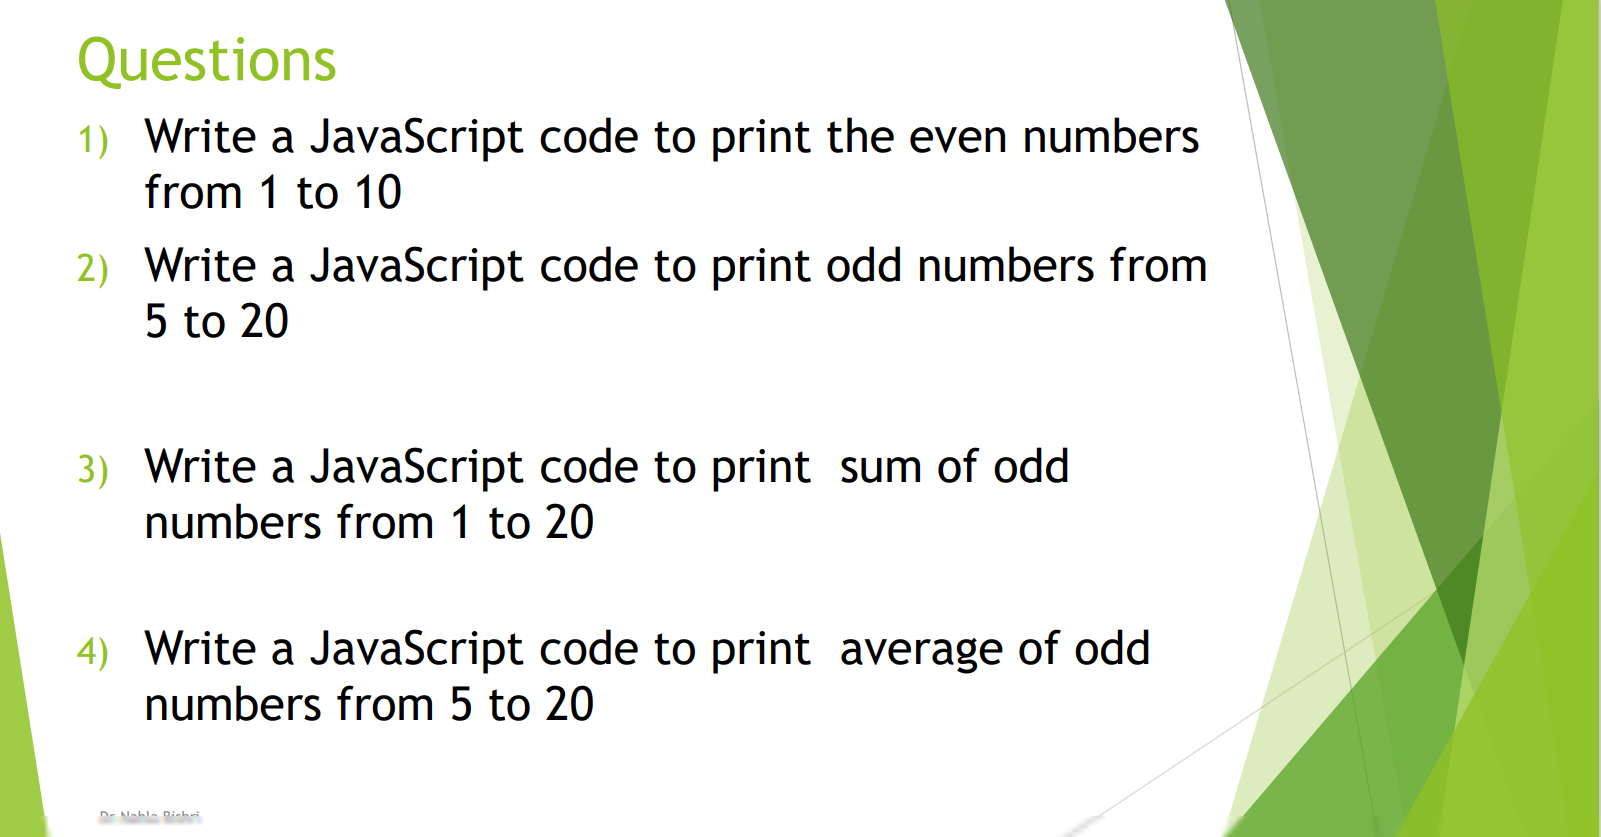 Questions
1) Write a JavaScript code to print the even numbers
from 1 to 10
2) Write a JavaScript code to print odd numbers from
5 to 20
3) Write a JavaScript code to print  sum of odd
numbers from 1 to 20
4) Write a JavaScript code to print  average of odd
numbers from 5 to 20